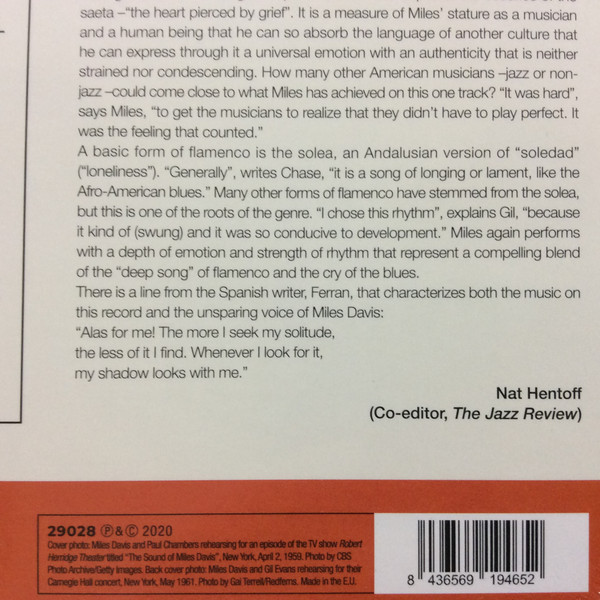 saeta –“the heart pierced by grief”. It is a measure of Miles’ stature as a musician
and a human being that he can so absorb the language of another culture that
he can express through it a universal emotion with an authenticity that is neither
strained nor condescending. How many other American musicians –jazz or non-
jazz –could come close to what Miles has achieved on this one track? “It was hard”,
says Miles, “to get the musicians to realize that they didn’t have to play perfect. It
was the feeling that counted.”
A basic form of flamenco is the solea, an Andalusian version of “soledad”
(“loneliness”). “Generally”, writes Chase, “it is a song of longing or lament, like the
Afro-American blues.” Many other forms of flamenco have stemmed from the solea,
but this is one of the roots of the genre. “I chose this rhythm”, explains Gil, “because
it kind of (swung) and it was so conducive to development.” Miles again performs
with a depth of emotion and strength of rhythm that represent a compelling blend
of the “deep song” of flamenco and the cry of the blues.
There is a line from the Spanish writer, Ferran, that characterizes both the music on
this record and the unsparing voice of Miles Davis:
“Alas for me! The more I seek my solitude,
the less of it I find. Whenever I look for it,
my shadow looks with me.”
Nat Hentoff
(Co-editor, The Jazz Review)
29028 Ⓟ&Ⓒ 2020
Cover photo: Miles Davis and Paul Chambers rehearsing for an episode of the TV show Robert
Herridge Theater titled “The Sound of Miles Davis”, New York, April 2, 1959. Photo by CBS
Photo Archive/Getty Images. Back cover photo: Miles Davis and Gil Evans rehearsing for their
Carnegie Hall concert, New York, May 1961. Photo by Gai Terrell/Redferns. Made in the E.U.
8 436569 194652